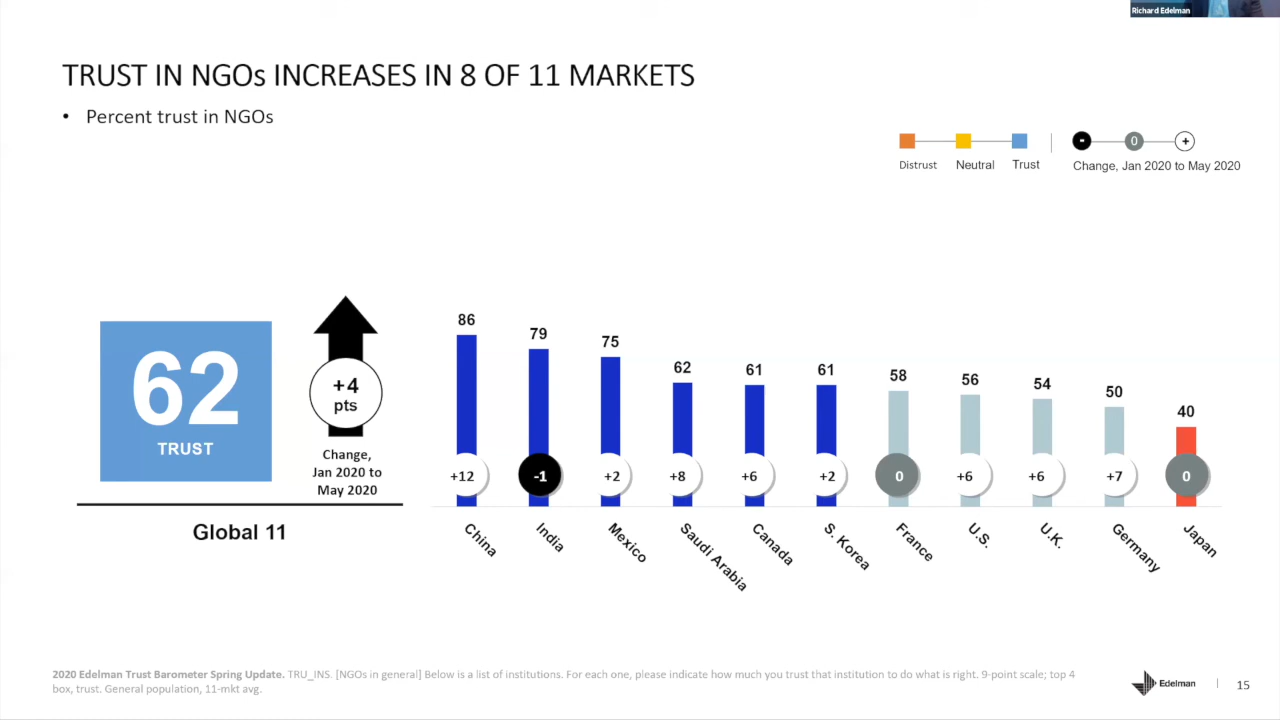 Richard Edelman
TRUST IN NGOs INCREASES IN 8 OF 11 MARKETS
• Percent trust in NGOs
Distrust Neutral Trust
- 0 +
Change, Jan 2020 to May 2020
62
TRUST
+4
pts
Change,
Jan 2020 to
May 2020
Global 11
86 79 75 62 61 61 58 56 54 50 40
+12 -1 +2 +8 +6 +2 0 +6 +6 +7 0
China India Mexico Saudi Arabia Canada S. Korea France U.S. U.K. Germany Japan
2020 Edelman Trust Barometer Spring Update. TRU_INS. [NGOs in general] Below is a list of institutions. For each one, please indicate how much you trust that institution to do what is right. 9-point scale; top 4
box, trust. General population, 11-mkt avg.
Edelman
15